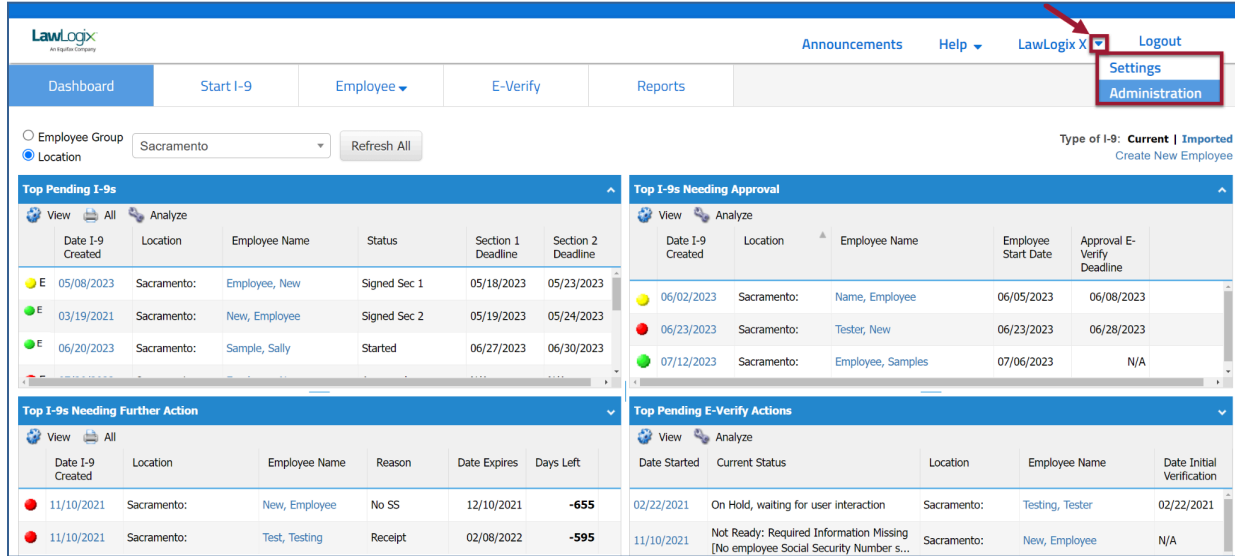 LawLogix
An Equifax Company
Announcements Help LawLogix X Logout
Settings
Administration
Dashboard Start I-9 Employee E-Verify Reports
Employee Group
Location
Sacramento
Refresh All
Type of I-9: Current | Imported
Create New Employee
Top Pending I-9s
View All Analyze
Date I-9 Created Location Employee Name Status Section 1 Deadline Section 2 Deadline
E 05/08/2023 Sacramento: Employee, New Signed Sec 1 05/18/2023 05/23/2023
E 03/19/2021 Sacramento: New, Employee Signed Sec 2 05/19/2023 05/24/2023
E 06/20/2023 Sacramento: Sample, Sally Started 06/27/2023 06/30/2023
Top I-9s Needing Approval
View Analyze
Date I-9 Created Location Employee Name Employee Start Date Approval E-Verify Deadline
06/02/2023 Sacramento: Name, Employee 06/05/2023 06/08/2023
06/23/2023 Sacramento: Tester, New 06/23/2023 06/28/2023
07/12/2023 Sacramento: Employee, Samples 07/06/2023 N/A
Top I-9s Needing Further Action
View All
Date I-9 Created Location Employee Name Reason Date Expires Days Left
11/10/2021 Sacramento: New, Employee No SS 12/10/2021 -655
11/10/2021 Sacramento: Test, Testing Receipt 02/08/2022 -595
Top Pending E-Verify Actions
View Analyze
Date Started Current Status Location Employee Name Date Initial Verification
02/22/2021 On Hold, waiting for user interaction Sacramento: Testing, Tester 02/22/2021
11/10/2021 Not Ready: Required Information Missing [No employee Social Security Number s... Sacramento: New, Employee N/A